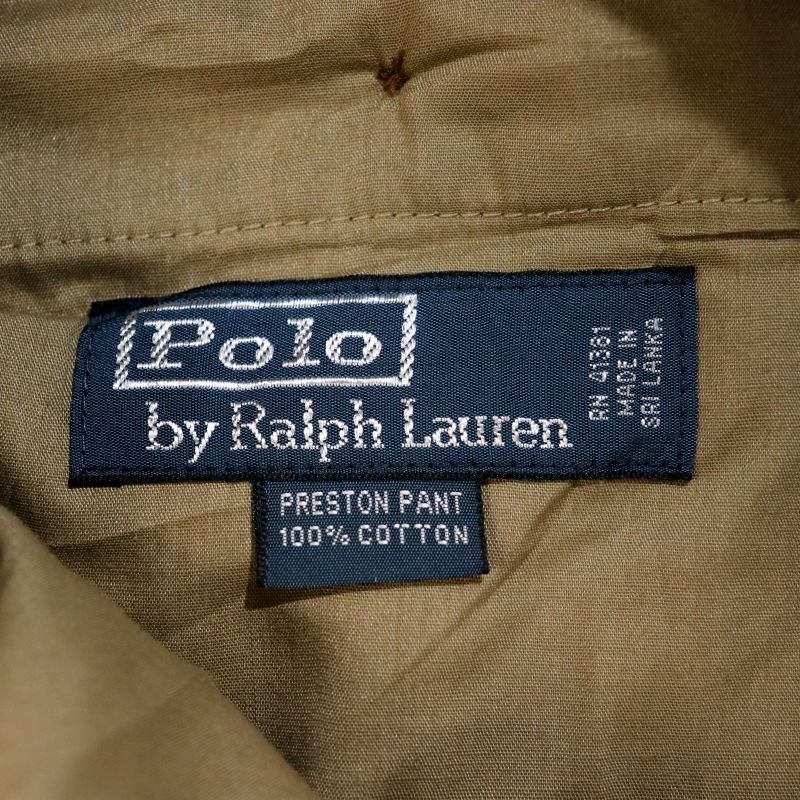 Polo
by Ralph Lauren
RN 41381
MADE IN
SRI LANKA
PRESTON PANT
100% COTTON